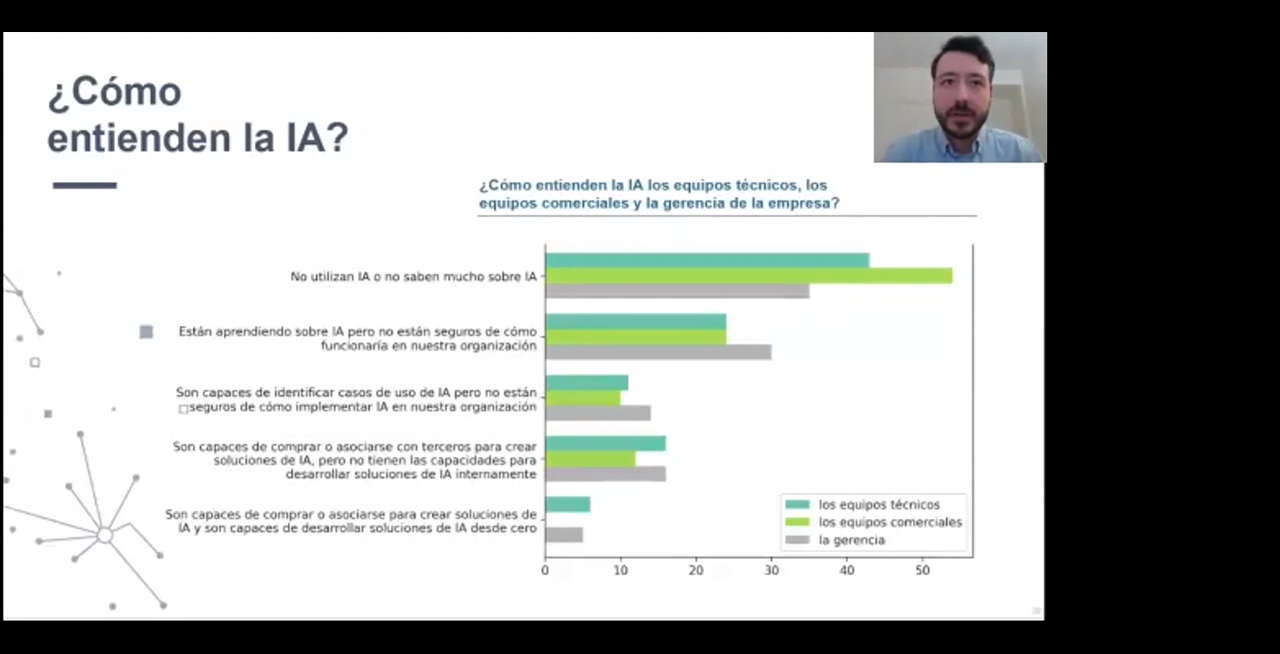 ¿Cómo
entienden la IA?
¿Cómo entienden la IA los equipos técnicos, los
equipos comerciales y la gerencia de la empresa?
No utilizan IA o no saben mucho sobre IA
Están aprendiendo sobre IA pero no están seguros de cómo
funcionaría en nuestra organización
Son capaces de identificar casos de uso de IA pero no están
seguros de cómo implementar IA en nuestra organización
Son capaces de comprar o asociarse con terceros para crear
soluciones de IA, pero no tienen las capacidades para
desarrollar soluciones de IA internamente
Son capaces de comprar o asociarse para crear soluciones de
IA y son capaces de desarrollar soluciones de IA desde cero
los equipos técnicos
los equipos comerciales
la gerencia
0 10 20 30 40 50